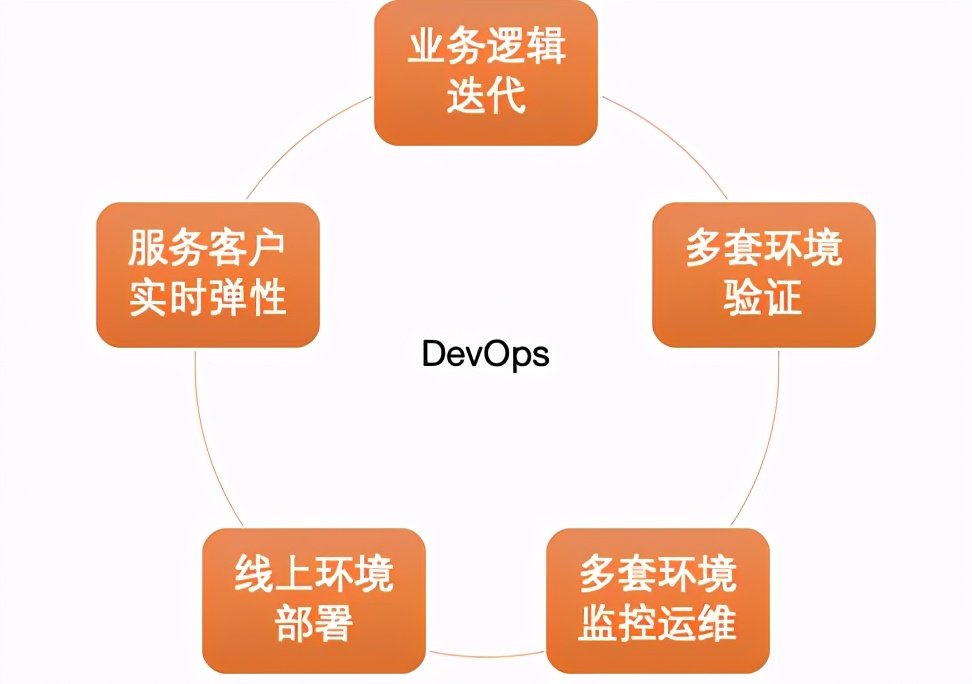 业务逻辑
迭代
服务客户
实时弹性
多套环境
验证
DevOps
线上环境
部署
多套环境
监控运维